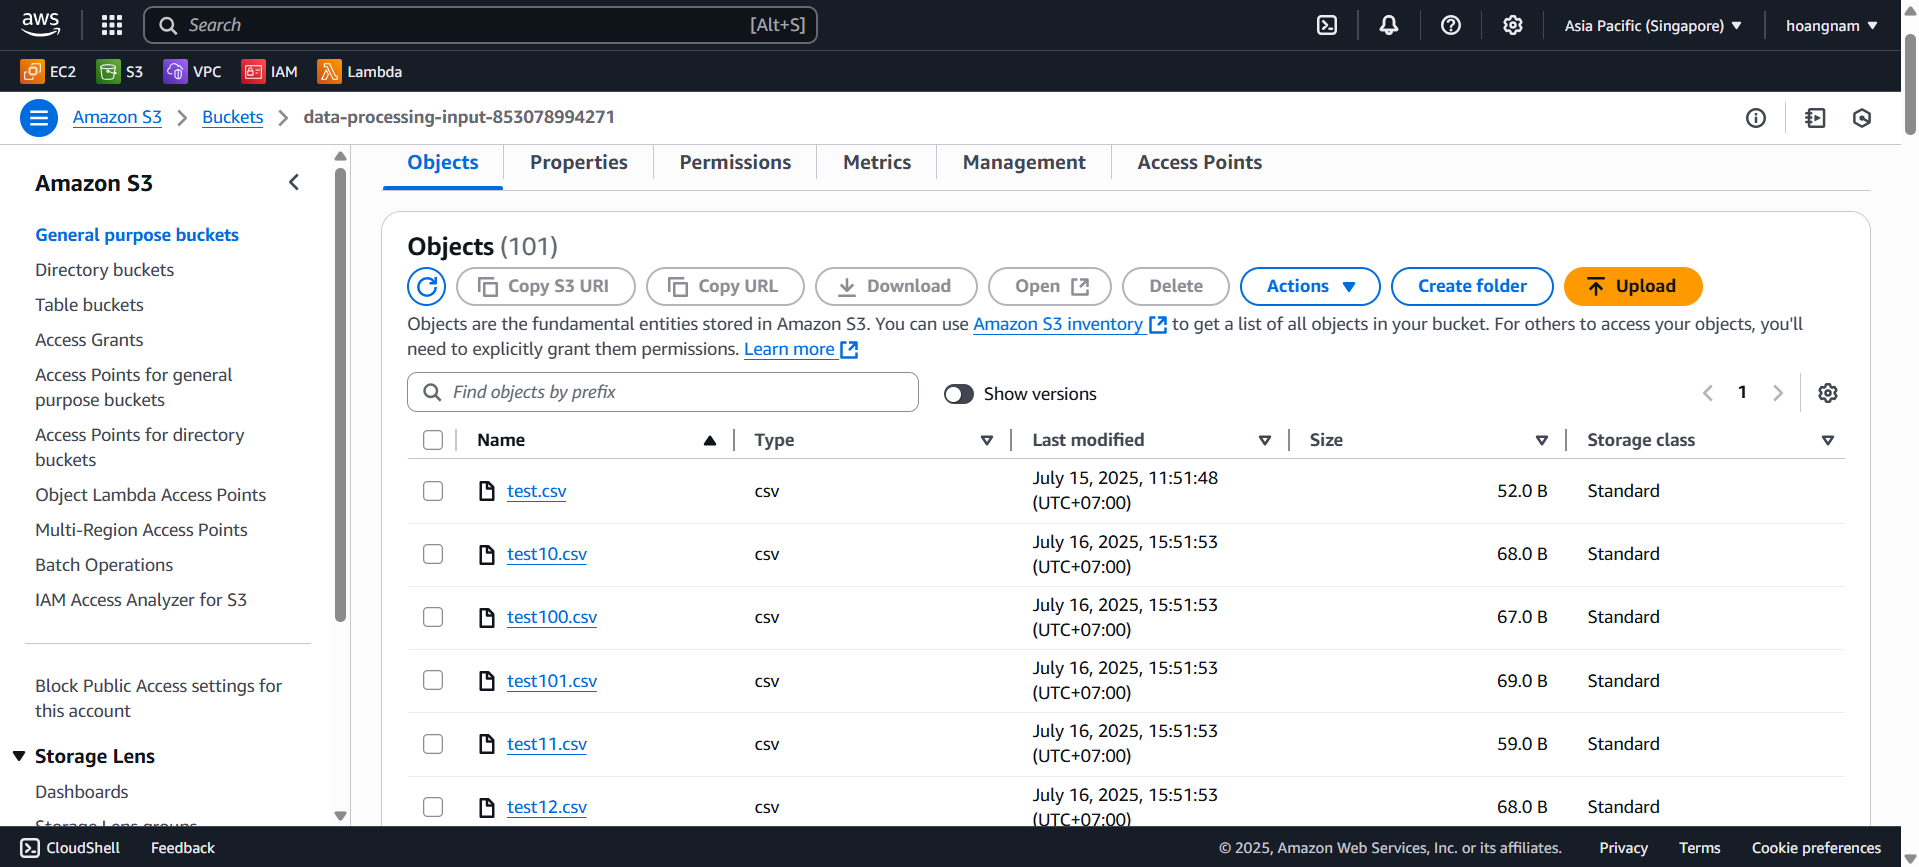 aws
Search [Alt+S]
Asia Pacific (Singapore) hoangnam
EC2 S3 VPC IAM Lambda
Amazon S3 Buckets data-processing-input-853078994271
Amazon S3
General purpose buckets
Directory buckets
Table buckets
Access Grants
Access Points for general
purpose buckets
Access Points for directory
buckets
Object Lambda Access Points
Multi-Region Access Points
Batch Operations
IAM Access Analyzer for S3
Block Public Access settings for
this account
Storage Lens
Dashboards
Storage Lens groups
Objects Properties Permissions Metrics Management Access Points
Objects (101)
Copy S3 URI Copy URL Download Open Delete Actions Create folder Upload
Objects are the fundamental entities stored in Amazon S3. You can use Amazon S3 inventory to get a list of all objects in your bucket. For others to access your objects, you'll
need to explicitly grant them permissions. Learn more
Find objects by prefix Show versions 1
Name Type Last modified Size Storage class
test.csv csv July 15, 2025, 11:51:48 (UTC+07:00) 52.0 B Standard
test10.csv csv July 16, 2025, 15:51:53 (UTC+07:00) 68.0 B Standard
test100.csv csv July 16, 2025, 15:51:53 (UTC+07:00) 67.0 B Standard
test101.csv csv July 16, 2025, 15:51:53 (UTC+07:00) 69.0 B Standard
test11.csv csv July 16, 2025, 15:51:53 (UTC+07:00) 59.0 B Standard
test12.csv csv July 16, 2025, 15:51:53 (UTC+07:00) 68.0 B Standard
CloudShell Feedback © 2025, Amazon Web Services, Inc. or its affiliates. Privacy Terms Cookie preferences